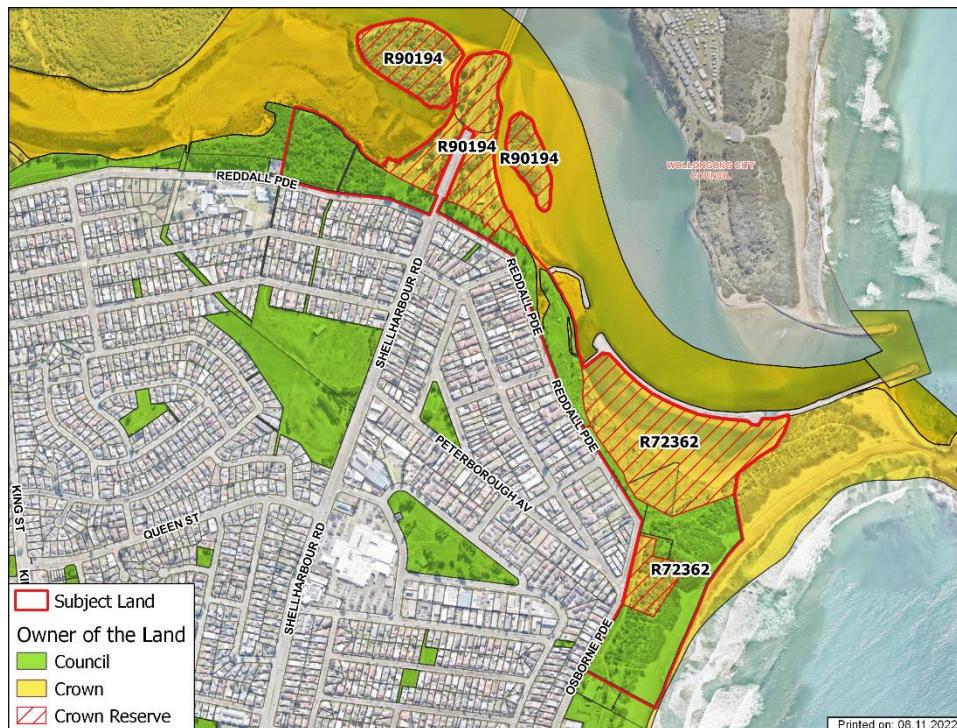 R90194
R90194
R90194
WOLLONGONG CITY
COUNCIL
REDDALL PDE
SHELLHARBOUR RD
REDDALL PDE
REDDALL PDE
R72362
PETERBOROUGH AV
KING ST
QUEEN ST
SHELLHARBOUR RD
R72362
OSBORNE PDE
KI
Subject Land
Owner of the Land
Council
Crown
Crown Reserve
Printed on: 08.11.2022